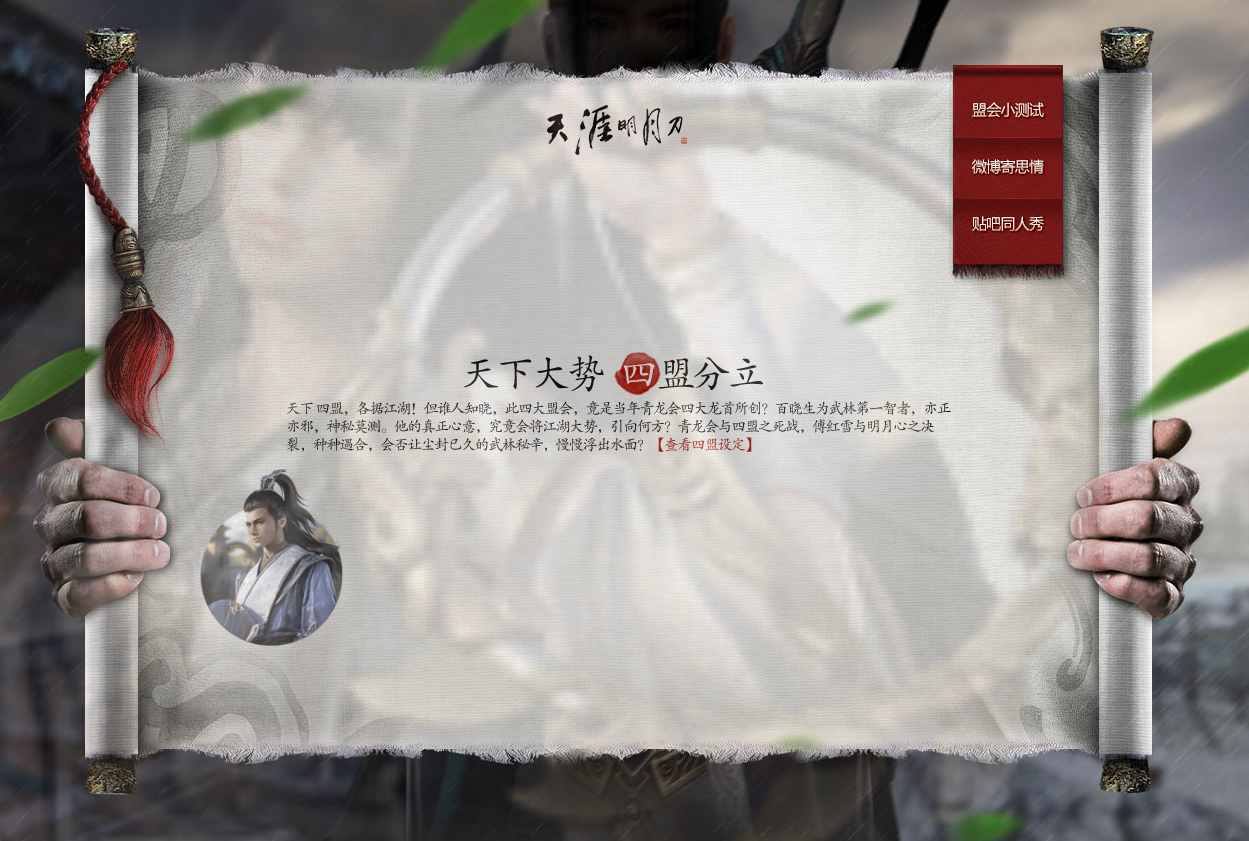 天涯明月刀
盟会小测试
微博寄思情
贴吧同人秀
天下大势 四盟分立
天下四盟，各据江湖！但谁人知晓，此四大盟会，竟是当年青龙会四大龙首所创？百晓生为武林第一智者，亦正
亦邪，神秘莫测。他的真正心意，究竟会将江湖大势，引向何方？青龙会与四盟之死战，傅红雪与明月心之决
裂，种种遇合，会否让尘封已久的武林秘辛，慢慢浮出水面？【查看四盟设定】